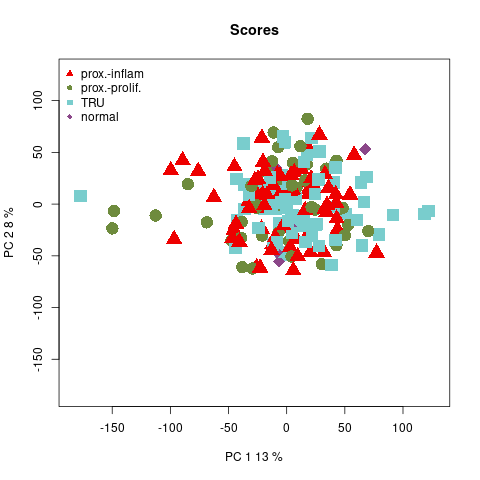 Scores
prox.-inflam
prox.-prolif.
TRU
normal
100
50
0
-50
-100
-150
PC 2 8 %
-150
-100
-50
0
50
100
PC 1 13 %